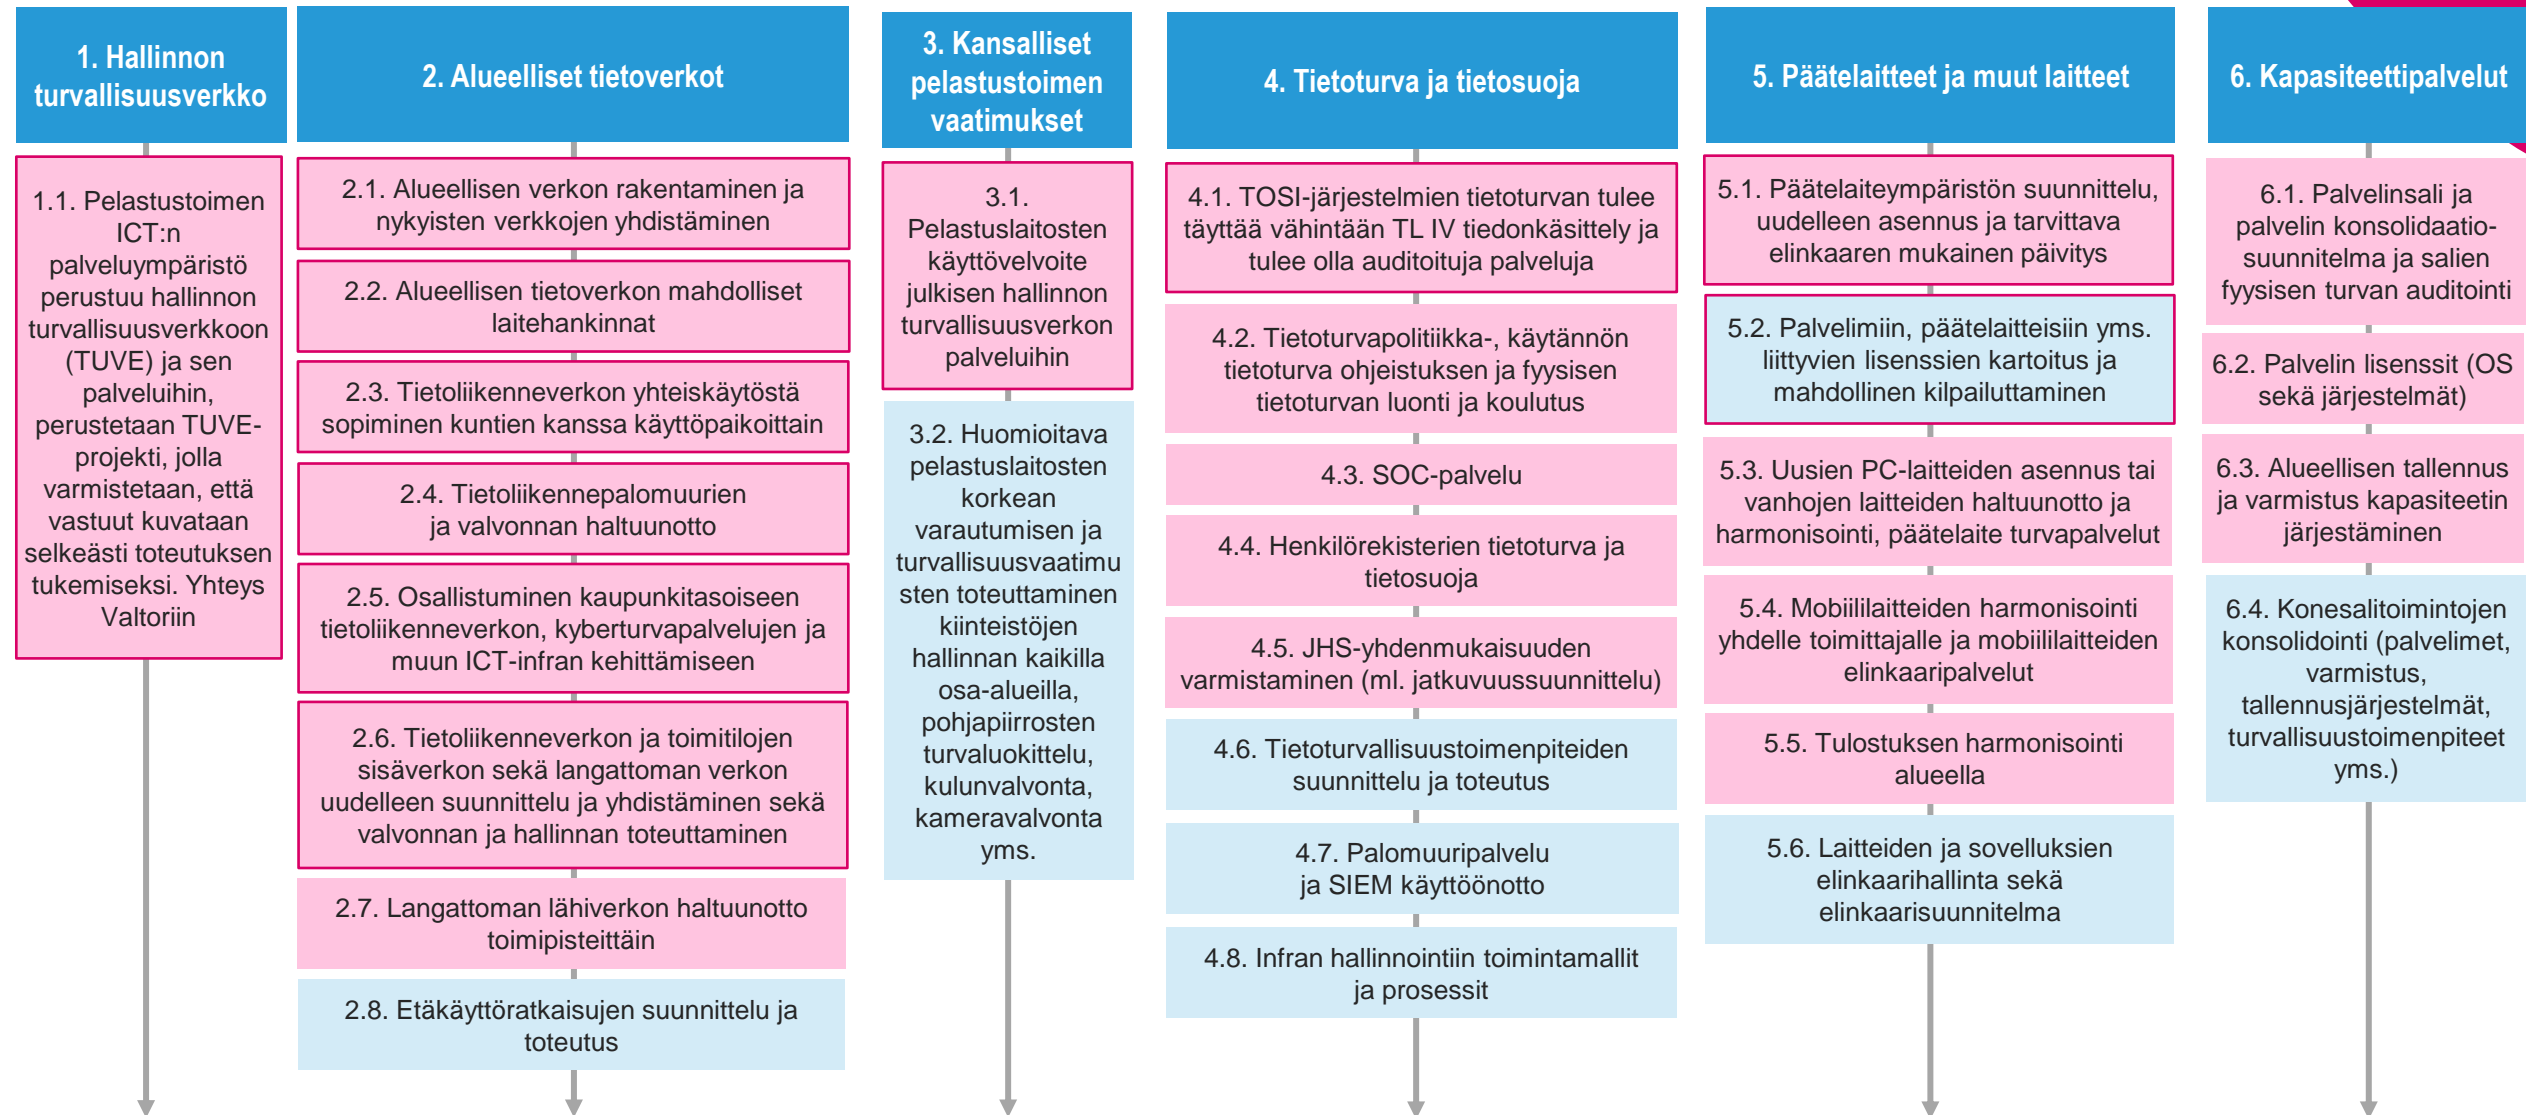 1. Hallinnon
turvallisuusverkko
1.1. Pelastustoimen
ICT:n
palveluympäristö
perustuu hallinnon
turvallisuusverkkoon
(TUVE) ja sen
palveluihin,
perustetaan TUVE-
projekti, jolla
varmistetaan, että
vastuut kuvataan
selkeästi toteutuksen
tukemiseksi. Yhteys
Valtoriin
2. Alueelliset tietoverkot
2.1. Alueellisen verkon rakentaminen ja
nykyisten verkkojen yhdistäminen
2.2. Alueellisen tietoverkon mahdolliset
laitehankinnat
2.3. Tietoliikenneverkon yhteiskäytöstä
sopiminen kuntien kanssa käyttöpaikoittain
2.4. Tietoliikennepalomuurien
ja valvonnan haltuunotto
2.5. Osallistuminen kaupunkitasoiseen
tietoliikenneverkon, kyberturvapalvelujen ja
muun ICT-infran kehittämiseen
2.6. Tietoliikenneverkon ja toimitilojen
sisäverkon sekä langattoman verkon
uudelleen suunnittelu ja yhdistäminen sekä
valvonnan ja hallinnan toteuttaminen
2.7. Langattoman lähiverkon haltuunotto
toimipisteittäin
2.8. Etäkäyttöratkaisujen suunnittelu ja
toteutus
3. Kansalliset
pelastustoimen
vaatimukset
3.1.
Pelastuslaitosten
käyttövelvoite
julkisen hallinnon
turvallisuusverkon
palveluihin
3.2. Huomioitava
pelastuslaitosten
korkean
varautumisen ja
turvallisuusvaatimu
sten toteuttaminen
kiinteistöjen
hallinnan kaikilla
osa-alueilla,
pohjapiirrosten
turvaluokittelu,
kulunvalvonta,
kameravalvonta
yms.
4. Tietoturva ja tietosuoja
4.1. TOSI-järjestelmien tietoturvan tulee
täyttää vähintään TL IV tiedonkäsittely ja
tulee olla auditoituja palveluja
4.2. Tietoturvapolitiikka-, käytännön
tietoturva ohjeistuksen ja fyysisen
tietoturvan luonti ja koulutus
4.3. SOC-palvelu
4.4. Henkilörekisterien tietoturva ja
tietosuoja
4.5. JHS-yhdenmukaisuuden
varmistaminen (ml. jatkuvuussuunnittelu)
4.6. Tietoturvallisuustoimenpiteiden
suunnittelu ja toteutus
4.7. Palomuuripalvelu
ja SIEM käyttöönotto
4.8. Infran hallinnointiin toimintamallit
ja prosessit
5. Päätelaitteet ja muut laitteet
5.1. Päätelaiteympäristön suunnittelu,
uudelleen asennus ja tarvittava
elinkaaren mukainen päivitys
5.2. Palvelimiin, päätelaitteisiin yms.
liittyvien lisenssien kartoitus ja
mahdollinen kilpailuttaminen
5.3. Uusien PC-laitteiden asennus tai
vanhojen laitteiden haltuunotto ja
harmonisointi, päätelaite turvapalvelut
5.4. Mobiililaitteiden harmonisointi
yhdelle toimittajalle ja mobiililaitteiden
elinkaaripalvelut
5.5. Tulostuksen harmonisointi
alueella
5.6. Laitteiden ja sovelluksien
elinkaarihallinta sekä
elinkaarisuunnitelma
6. Kapasiteettipalvelut
6.1. Palvelinsali ja
palvelin konsolidaatio-
suunnitelma ja salien
fyysisen turvan auditointi
6.2. Palvelin lisenssit (OS
sekä järjestelmät)
6.3. Alueellisen tallennus
ja varmistus kapasiteetin
järjestäminen
6.4. Konesalitoimintojen
konsolidointi (palvelimet,
varmistus,
tallennusjärjestelmät,
turvallisuustoimenpiteet
yms.)